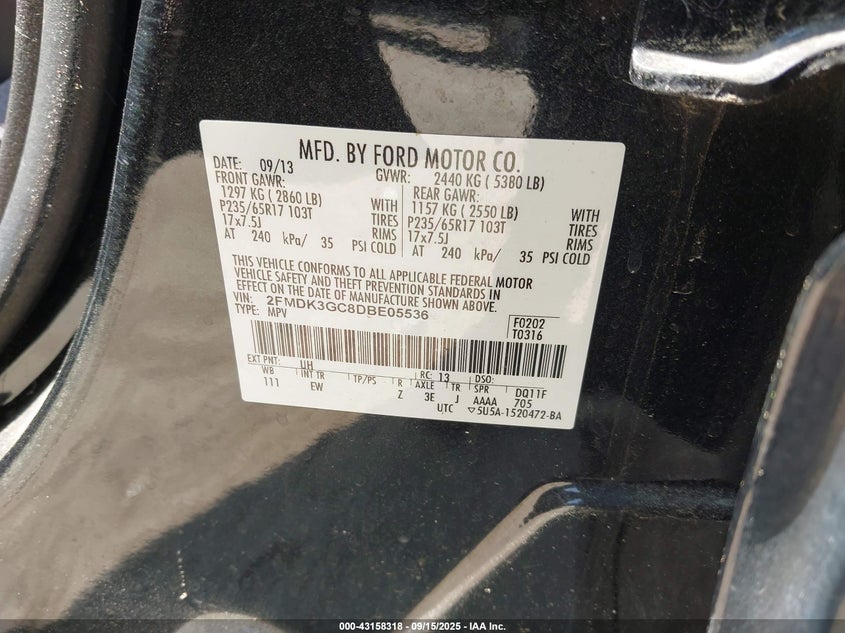 MFD. BY FORD MOTOR CO.
DATE: 09/13 GVWR: 2440 KG ( 5380 LB)
FRONT GAWR: REAR GAWR:
1297 KG ( 2860 LB) WITH 1157 KG ( 2550 LB) WITH
P235/65R17 103T TIRES P235/65R17 103T TIRES
17x7.5J RIMS 17x7.5J RIMS
AT 240 kPa/ 35 PSI COLD AT 240 kPa/ 35 PSI COLD
THIS VEHICLE CONFORMS TO ALL APPLICABLE FEDERAL MOTOR
VEHICLE SAFETY AND THEFT PREVENTION STANDARDS IN
EFFECT ON THE DATE OF MANUFACTURE SHOWN ABOVE.
VIN: 2FMDK3GC8DBE05536
TYPE: MPV
F0202
T0316
EXT PNT: UH RC: 13 DSO:
WB INT TR TP/PS R AXLE TR SPR DQ11F
111 EW Z 3E J AAAA 705
UTC ▽5U5A-1520472-BA
000-43158318 - 09/15/2025 - IAA Inc.